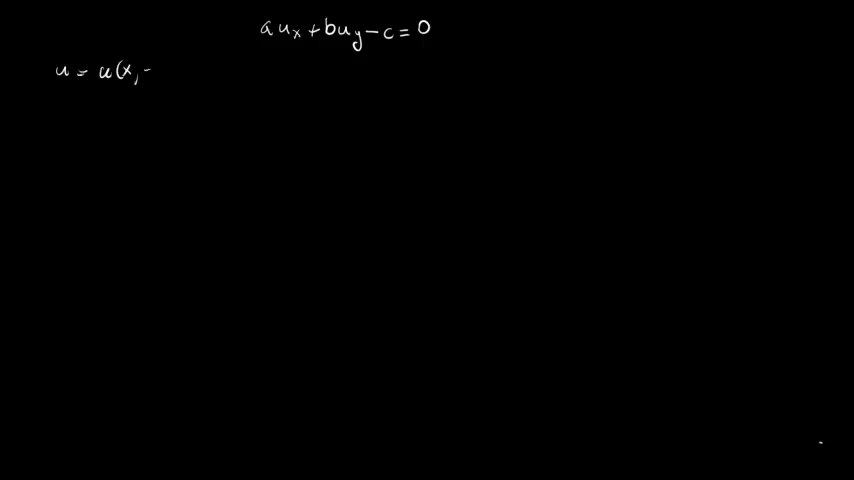 au_x + bu_y - c = 0
u = u(x, -